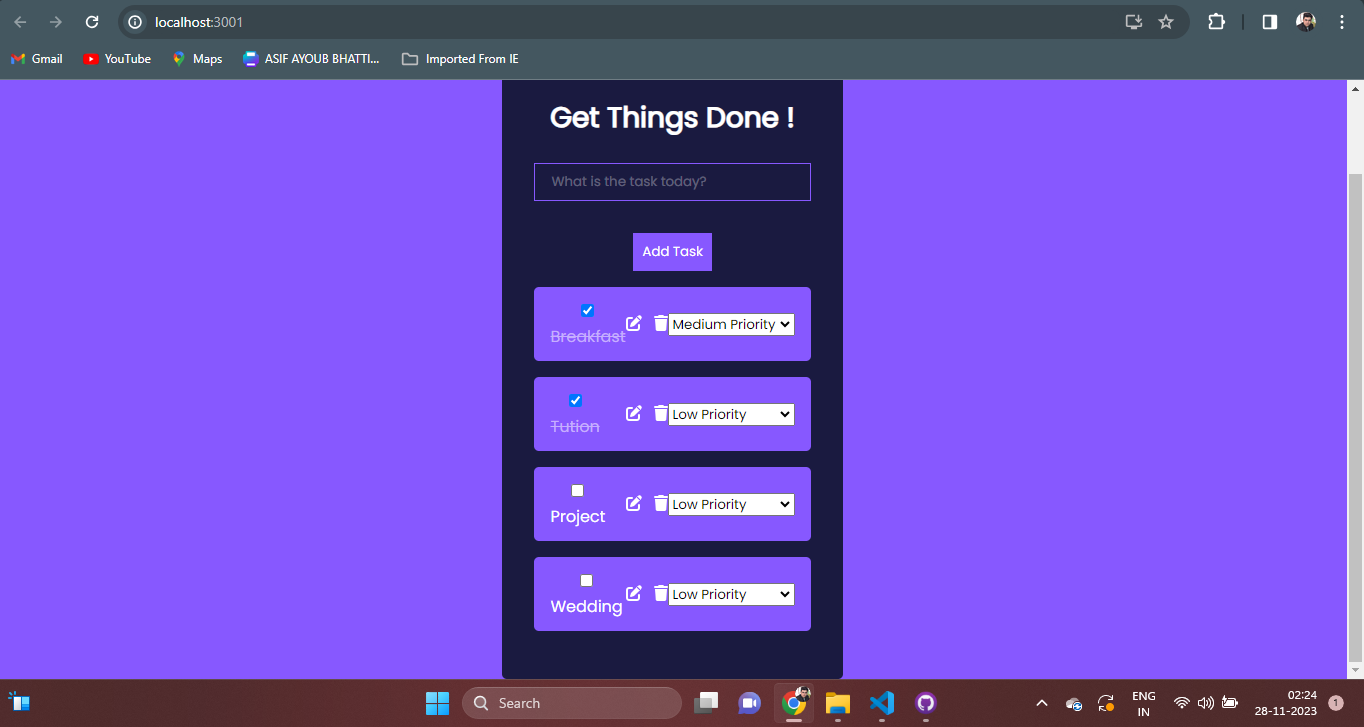 localhost:3001
Gmail YouTube Maps ASIF AYOUB BHATTI... Imported From IE
Get Things Done !
What is the task today?
Add Task
Breakfast Medium Priority
Tution Low Priority
Project Low Priority
Wedding Low Priority
Search ENG 02:24
IN 28-11-2023 1